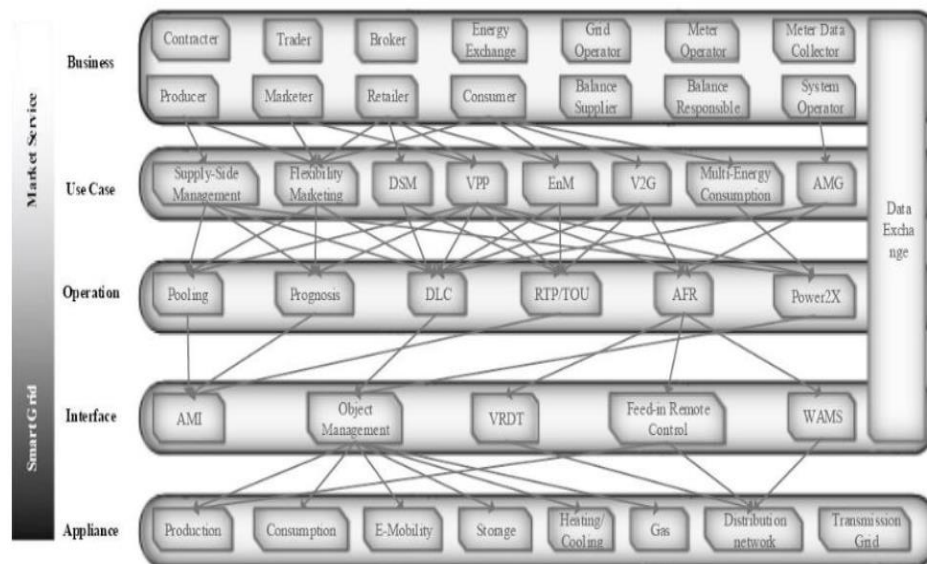 Market Service
Smart Grid
Business
Contracter
Trader
Broker
Energy
Exchange
Grid
Operator
Meter
Operator
Meter Data
Collector
Producer
Marketer
Retailer
Consumer
Balance
Supplier
Balance
Responsible
System
Operator
Use Case
Supply-Side
Management
Flexibility
Marketing
DSM
VPP
EnM
V2G
Multi-Energy
Consumption
AMG
Data
Excha
nge
Operation
Pooling
Prognosis
DLC
RTP/TOU
AFR
Power2X
Interface
AMI
Object
Management
VRDT
Feed-in Remote
Control
WAMS
Appliance
Production
Consumption
E-Mobility
Storage
Heating/
Cooling
Gas
Distribution
network
Transmission
Grid